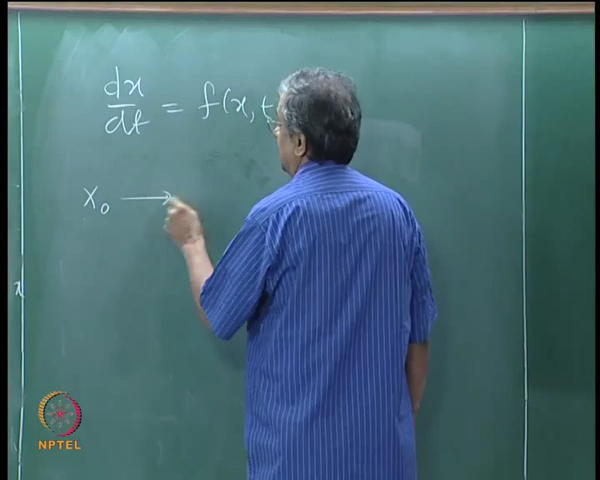 dx/dt = f(x, t
x₀ →
NPTEL